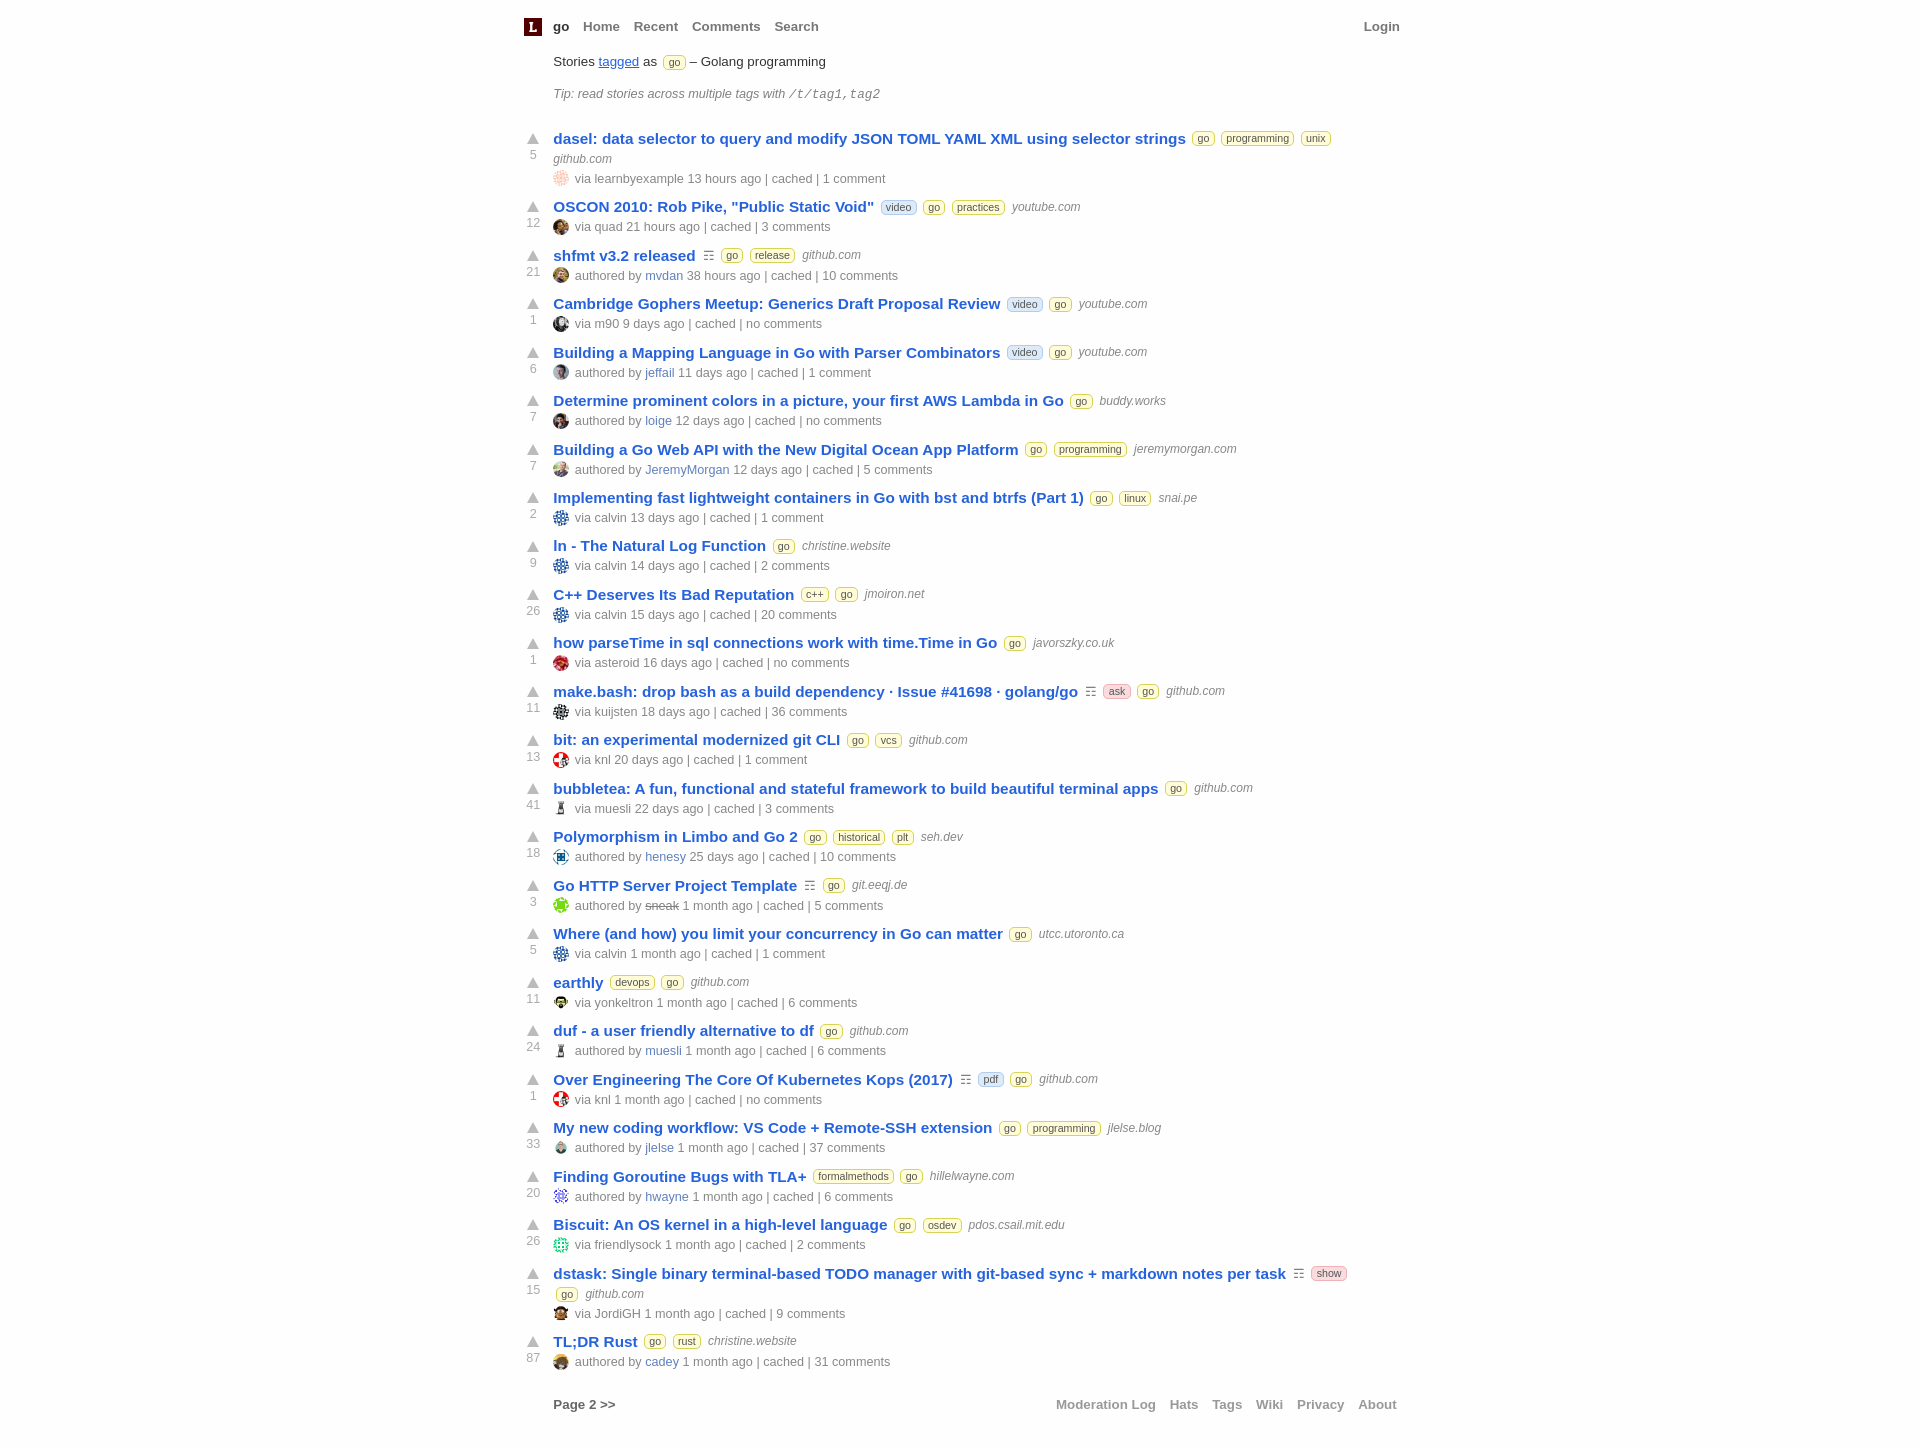 L go Home Recent Comments Search Login
Stories tagged as go – Golang programming
Tip: read stories across multiple tags with /t/tag1,tag2
dasel: data selector to query and modify JSON TOML YAML XML using selector strings go programming unix
5 github.com
via learnbyexample 13 hours ago | cached | 1 comment
OSCON 2010: Rob Pike, "Public Static Void" video go practices youtube.com
12 via quad 21 hours ago | cached | 3 comments
shfmt v3.2 released ☶ go release github.com
21 authored by mvdan 38 hours ago | cached | 10 comments
Cambridge Gophers Meetup: Generics Draft Proposal Review video go youtube.com
1 via m90 9 days ago | cached | no comments
Building a Mapping Language in Go with Parser Combinators video go youtube.com
6 authored by jeffail 11 days ago | cached | 1 comment
Determine prominent colors in a picture, your first AWS Lambda in Go go buddy.works
7 authored by loige 12 days ago | cached | no comments
Building a Go Web API with the New Digital Ocean App Platform go programming jeremymorgan.com
7 authored by JeremyMorgan 12 days ago | cached | 5 comments
Implementing fast lightweight containers in Go with bst and btrfs (Part 1) go linux snai.pe
2 via calvin 13 days ago | cached | 1 comment
ln - The Natural Log Function go christine.website
9 via calvin 14 days ago | cached | 2 comments
C++ Deserves Its Bad Reputation c++ go jmoiron.net
26 via calvin 15 days ago | cached | 20 comments
how parseTime in sql connections work with time.Time in Go go javorszky.co.uk
1 via asteroid 16 days ago | cached | no comments
make.bash: drop bash as a build dependency · Issue #41698 · golang/go ☶ ask go github.com
11 via kuijsten 18 days ago | cached | 36 comments
bit: an experimental modernized git CLI go vcs github.com
13 via knl 20 days ago | cached | 1 comment
bubbletea: A fun, functional and stateful framework to build beautiful terminal apps go github.com
41 via muesli 22 days ago | cached | 3 comments
Polymorphism in Limbo and Go 2 go historical plt seh.dev
18 authored by henesy 25 days ago | cached | 10 comments
Go HTTP Server Project Template ☶ go git.eeqj.de
3 authored by sneak 1 month ago | cached | 5 comments
Where (and how) you limit your concurrency in Go can matter go utcc.utoronto.ca
5 via calvin 1 month ago | cached | 1 comment
earthly devops go github.com
11 via yonkeltron 1 month ago | cached | 6 comments
duf - a user friendly alternative to df go github.com
24 authored by muesli 1 month ago | cached | 6 comments
Over Engineering The Core Of Kubernetes Kops (2017) ☶ pdf go github.com
1 via knl 1 month ago | cached | no comments
My new coding workflow: VS Code + Remote-SSH extension go programming jlelse.blog
33 authored by jlelse 1 month ago | cached | 37 comments
Finding Goroutine Bugs with TLA+ formalmethods go hillelwayne.com
20 authored by hwayne 1 month ago | cached | 6 comments
Biscuit: An OS kernel in a high-level language go osdev pdos.csail.mit.edu
26 via friendlysock 1 month ago | cached | 2 comments
dstask: Single binary terminal-based TODO manager with git-based sync + markdown notes per task ☶ show
15 go github.com
via JordiGH 1 month ago | cached | 9 comments
TL;DR Rust go rust christine.website
87 authored by cadey 1 month ago | cached | 31 comments
Page 2 >> Moderation Log Hats Tags Wiki Privacy About